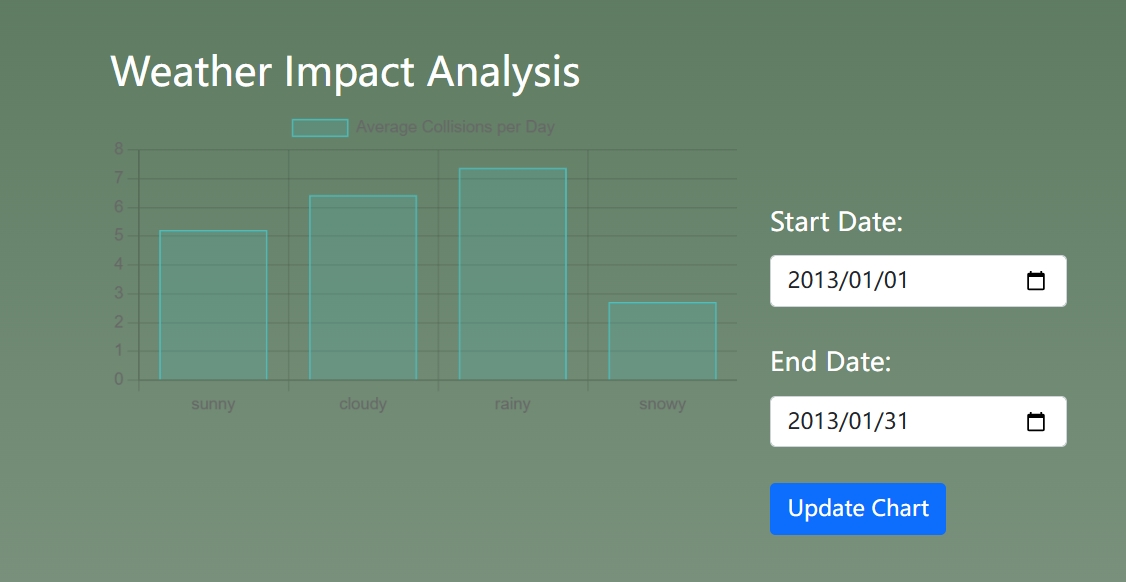 Weather Impact Analysis
Average Collisions per Day
8
7
6
5
4
3
2
1
0
sunny cloudy rainy snowy
Start Date:
2013/01/01
End Date:
2013/01/31
Update Chart